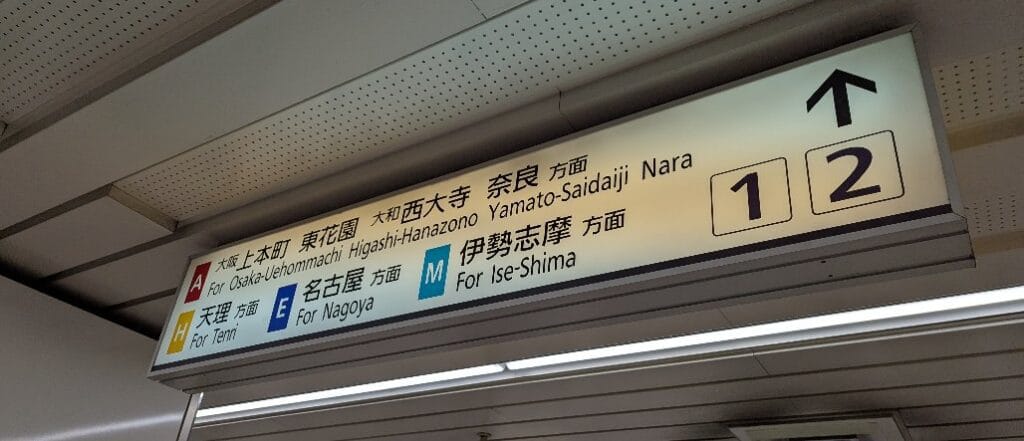 A 大阪上本町 東花園 大和西大寺 奈良 方面
For Osaka-Uehommachi Higashi-Hanazono Yamato-Saidaiji Nara
H 天理 方面 E 名古屋 方面 M 伊勢志摩 方面
For Tenri For Nagoya For Ise-Shima
↑
1 2